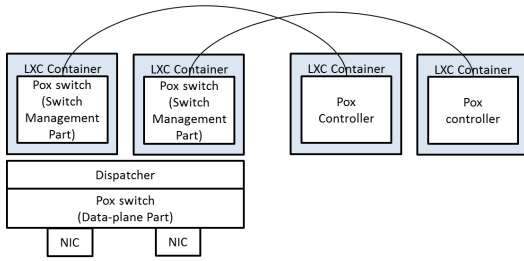 LXC Container
Pox switch
(Switch
Management
Part)
LXC Container
Pox switch
(Switch
Management
Part)
LXC Container
Pox
Controller
LXC Container
Pox
controller
Dispatcher
Pox switch
(Data-plane Part)
NIC
NIC